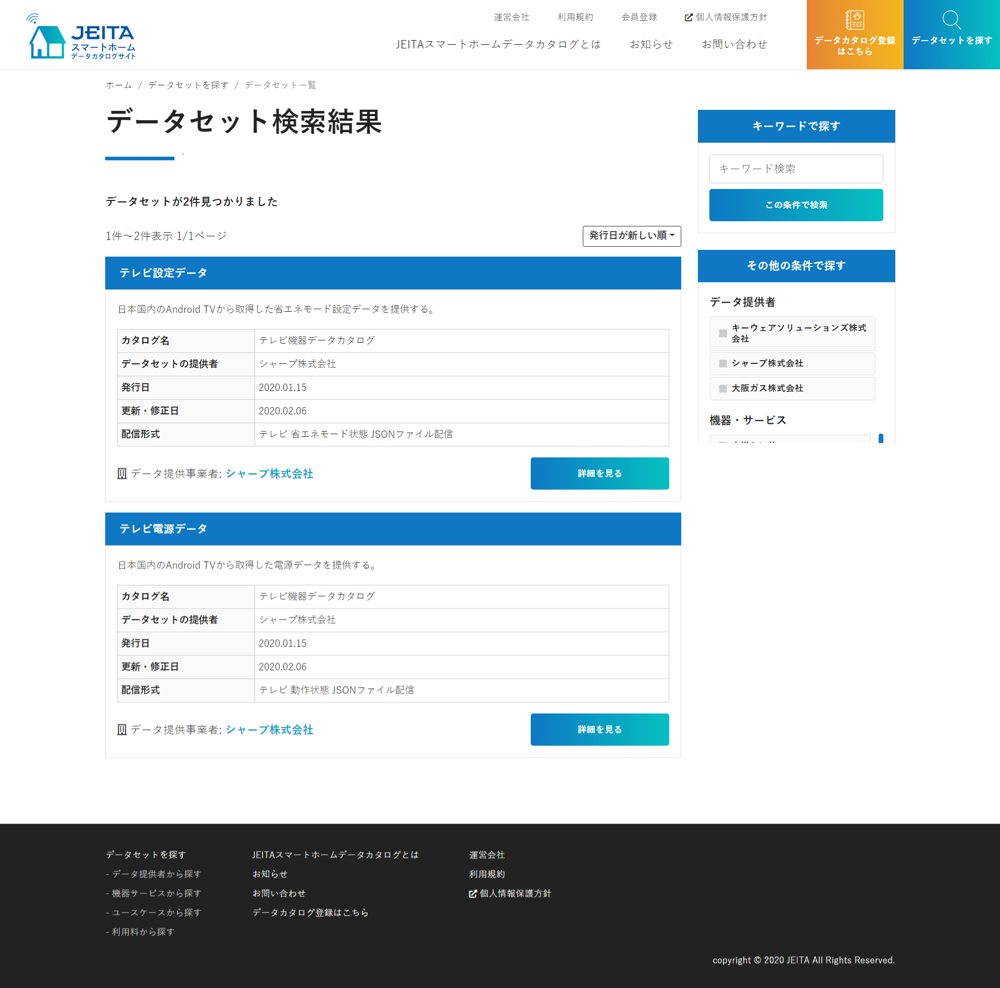 JEITA
スマートホーム
データカタログサイト
運営会社 利用規約 会員登録 個人情報保護方針
JEITAスマートホームデータカタログとは お知らせ お問い合わせ
データカタログ登録
はこちら
データセットを探す
ホーム / データセットを探す / データセット一覧
データセット検索結果
データセットが2件見つかりました
1件～2件表示 1/1ページ
発行日が新しい順
テレビ設定データ
日本国内のAndroid TVから取得した省エネモード設定データを提供する。
カタログ名 テレビ機器データカタログ
データセットの提供者 シャープ株式会社
発行日 2020.01.15
更新・修正日 2020.02.06
配信形式 テレビ 省エネモード状態 JSONファイル配信
データ提供事業者: シャープ株式会社
詳細を見る
テレビ電源データ
日本国内のAndroid TVから取得した電源データを提供する。
カタログ名 テレビ機器データカタログ
データセットの提供者 シャープ株式会社
発行日 2020.01.15
更新・修正日 2020.02.06
配信形式 テレビ 動作状態 JSONファイル配信
データ提供事業者: シャープ株式会社
詳細を見る
キーワードで探す
キーワード検索
この条件で検索
その他の条件で探す
データ提供者
キーウェアソリューションズ株式
会社
シャープ株式会社
大阪ガス株式会社
機器・サービス
データセットを探す
- データ提供者から探す
- 機器サービスから探す
- ユースケースから探す
- 利用料から探す
JEITAスマートホームデータカタログとは
お知らせ
お問い合わせ
データカタログ登録はこちら
運営会社
利用規約
個人情報保護方針
copyright © 2020 JEITA All Rights Reserved.